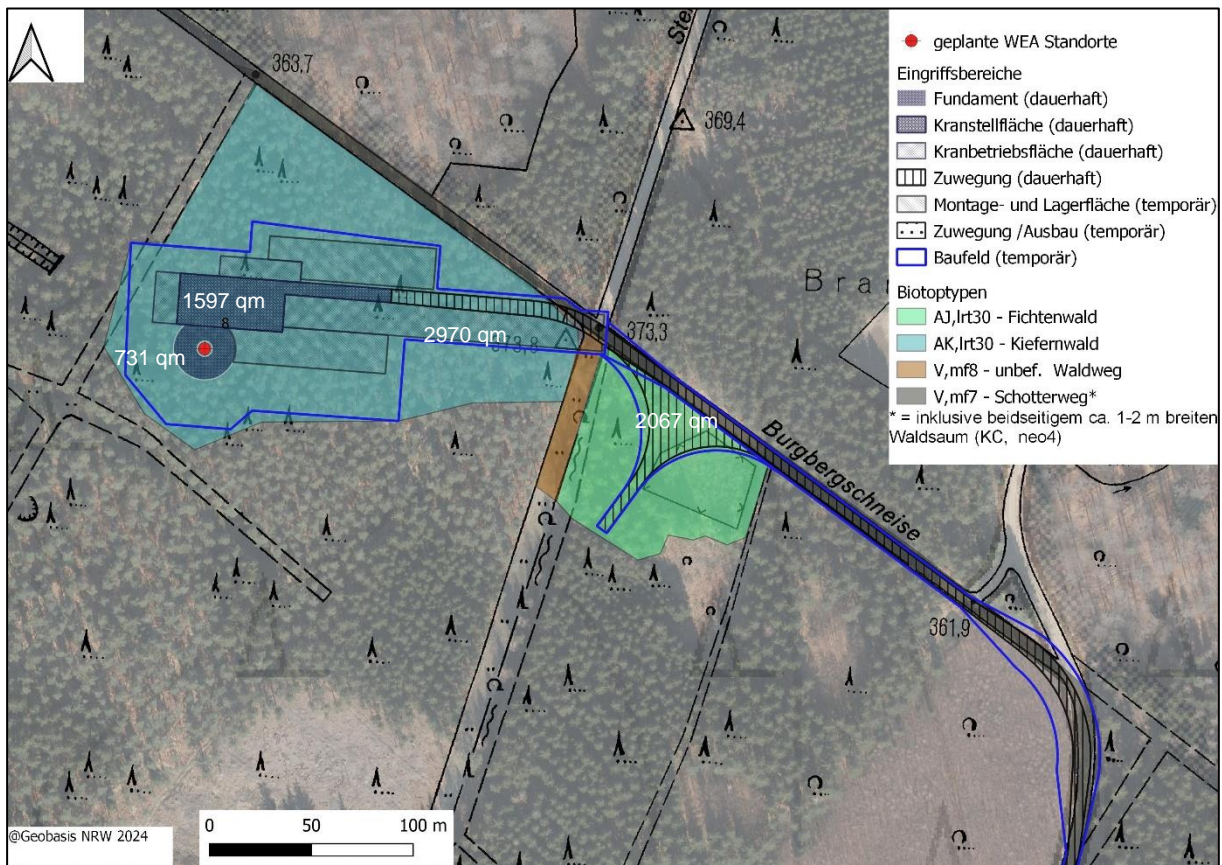 363,7
Ste
369,4
geplante WEA Standorte
Eingriffsbereiche
Fundament (dauerhaft)
Kranstellfläche (dauerhaft)
Kranbetriebsfläche (dauerhaft)
Zuwegung (dauerhaft)
Montage- und Lagerfläche (temporär)
Zuwegung /Ausbau (temporär)
Baufeld (temporär)
Biotoptypen
AJ,lrt30 - Fichtenwald
AK,lrt30 - Kiefernwald
V,mf8 - unbef. Waldweg
V,mf7 - Schotterweg*
* = inklusive beidseitigem ca. 1-2 m breiten
Waldsaum (KC, neo4)
Bra
1597 qm
8
373,3
2970 qm
373,8
731 qm
2067 qm
Burgbergschneise
361,9
0 50 100 m
@Geobasis NRW 2024